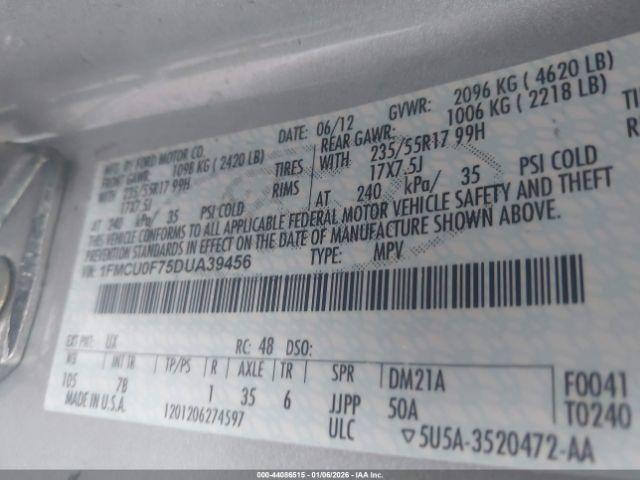 MFD. BY FORD MOTOR CO.
DATE: 06/12 GVWR: 2096 KG ( 4620 LB)
FRONT GAWR: 1098 KG ( 2420 LB) REAR GAWR: 1006 KG ( 2218 LB)
WITH 235/55R17 99H TIRES WITH 235/55R17 99H
17X7.5J RIMS 17X7.5J
AT 240 kPa/ 35 PSI COLD AT 240 kPa/ 35 PSI COLD
THIS VEHICLE CONFORMS TO ALL APPLICABLE FEDERAL MOTOR VEHICLE SAFETY AND THEFT
PREVENTION STANDARDS IN EFFECT ON THE DATE OF MANUFACTURE SHOWN ABOVE.
VIN: 1FMCU0F75DUA39456 TYPE: MPV
EXT PNT: UX RC: 48 DSO:
WB INT TR TP/PS R AXLE TR SPR DM21A F0041
105 7B 1 35 6 JJPP 50A T0240
MADE IN U.S.A. 1201206274597 ULC ▽5U5A-3520472-AA
000-44086515 - 01/06/2026 - IAAI Holdings, Inc.